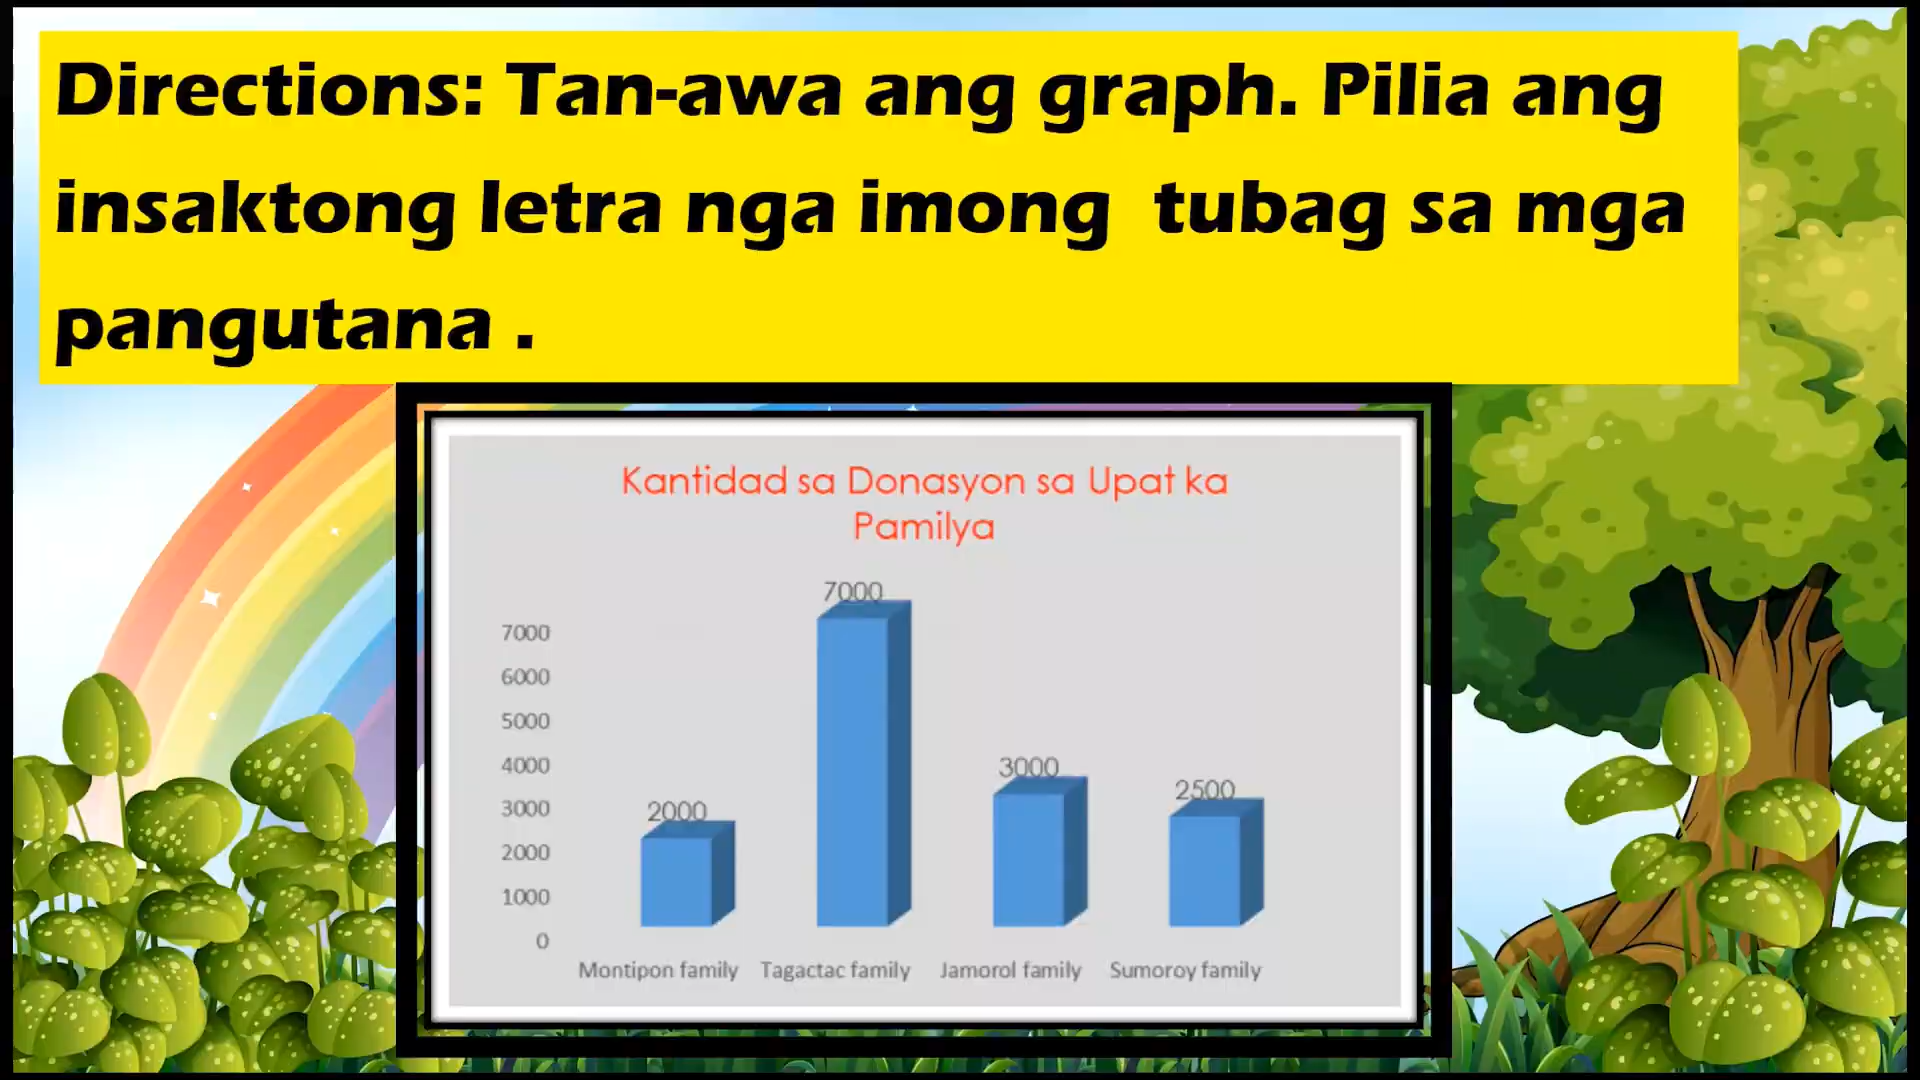 Directions: Tan-awa ang graph. Pilia ang
insaktong letra nga imong tubag sa mga
pangutana .
Kantidad sa Donasyon sa Upat ka
Pamilya
7000
6000
5000
4000
3000
2000
1000
0
2000
7000
3000
2500
Montipon family
Tagactac family
Jamorol family
Sumoroy family